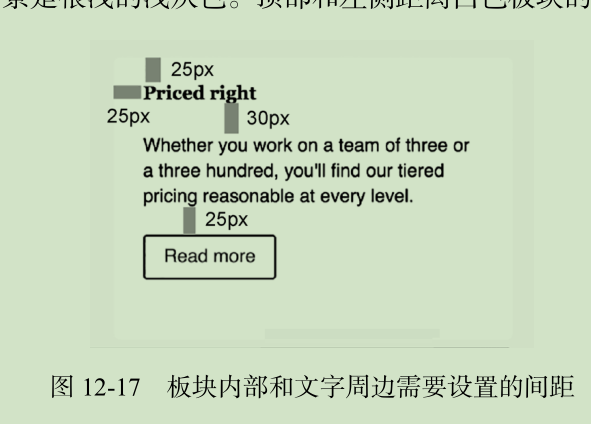 景是很浅的浅灰色。顶部和左侧距离白色板块的
25px
Priced right
25px
30px
Whether you work on a team of three or
a three hundred, you'll find our tiered
pricing reasonable at every level.
25px
Read more
图 12-17 板块内部和文字周边需要设置的间距